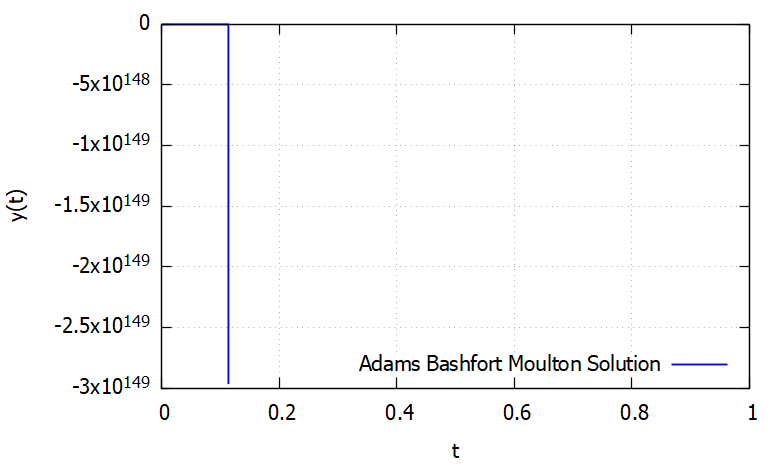 0
-5x10¹⁴⁸
-1x10¹⁴⁹
-1.5x10¹⁴⁹
-2x10¹⁴⁹
-2.5x10¹⁴⁹
-3x10¹⁴⁹
y(t)
Adams Bashfort Moulton Solution
0 0.2 0.4 0.6 0.8 1
t